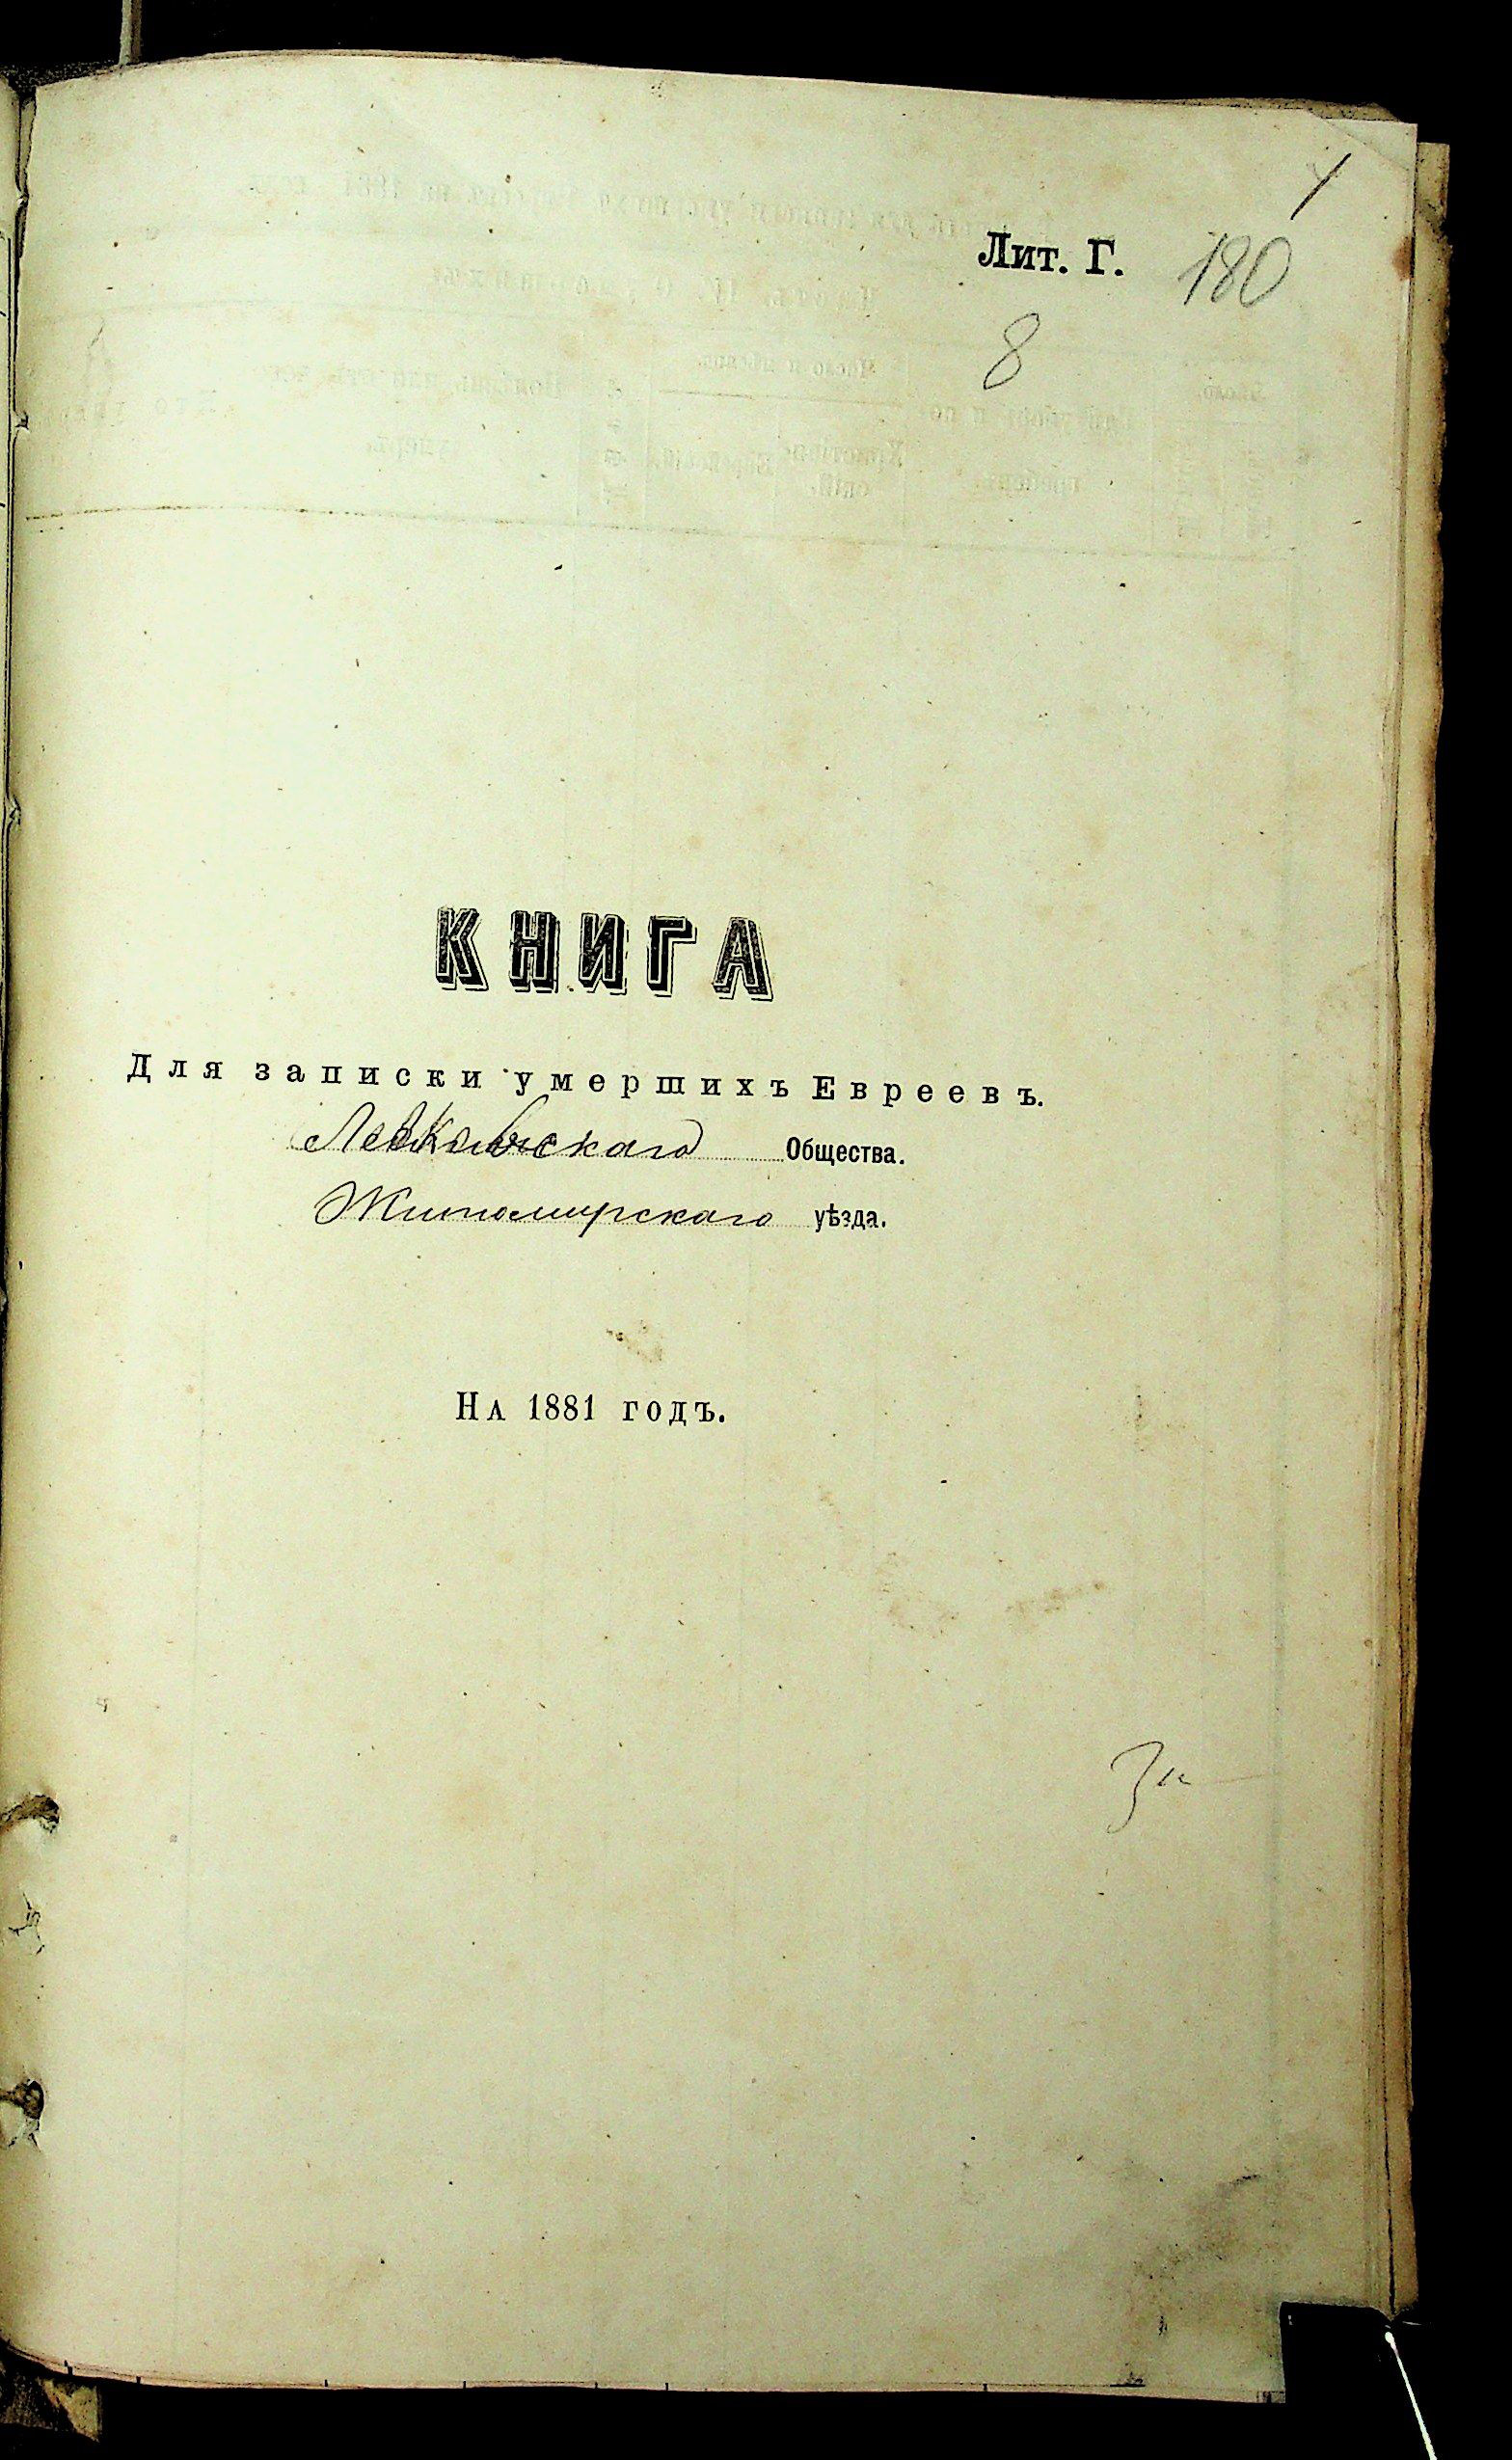 Лит. Г.
180
8
КНИГА
Для записки умершихъ Евреевъ.
Левковскаго Общества.
Житомирскаго уѣзда.
На 1881 годъ.